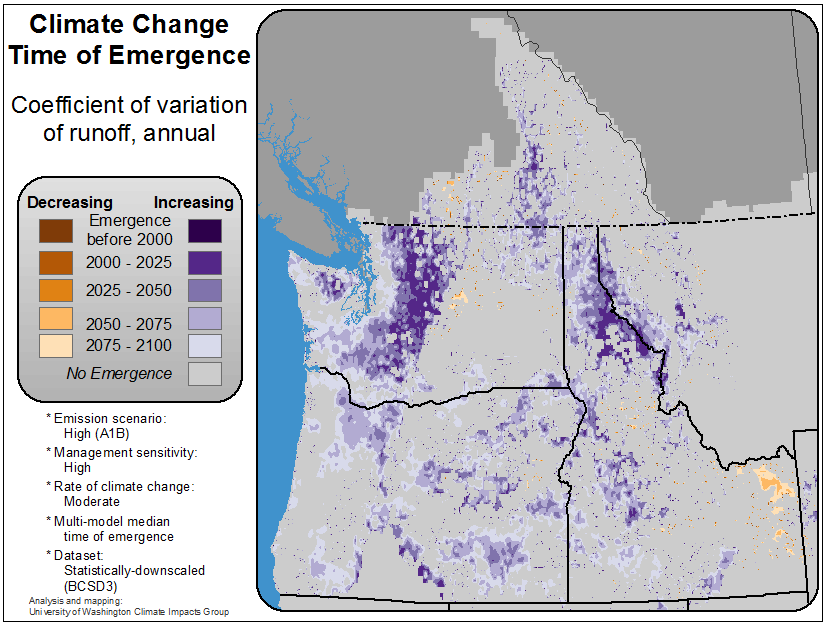 Climate Change
Time of Emergence
Coefficient of variation
of runoff, annual
Decreasing Increasing
Emergence
before 2000
2000 - 2025
2025 - 2050
2050 - 2075
2075 - 2100
No Emergence
* Emission scenario:
High (A1B)
* Management sensitivity:
High
* Rate of climate change:
Moderate
* Multi-model median
time of emergence
* Dataset:
Statistically-downscaled
(BCSD3)
Analysis and mapping:
University of Washington Climate Impacts Group